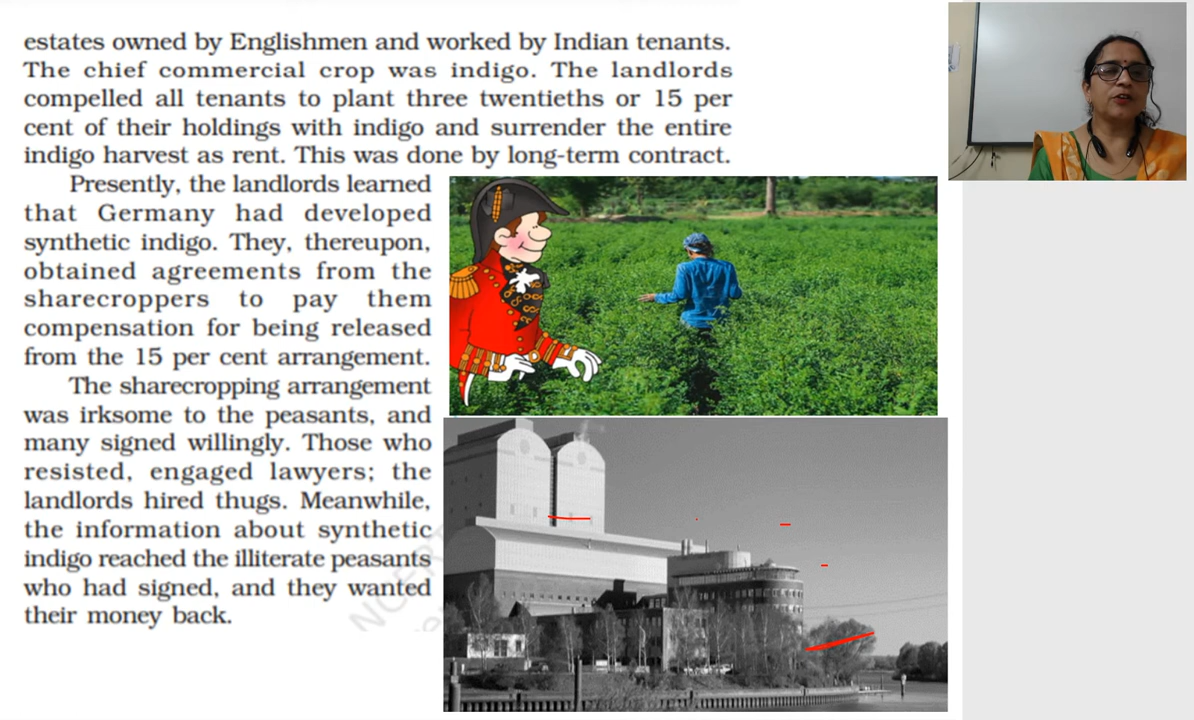 estates owned by Englishmen and worked by Indian tenants.
The chief commercial crop was indigo. The landlords
compelled all tenants to plant three twentieths or 15 per
cent of their holdings with indigo and surrender the entire
indigo harvest as rent. This was done by long-term contract.
Presently, the landlords learned
that Germany had developed
synthetic indigo. They, thereupon,
obtained agreements from the
sharecroppers to pay them
compensation for being released
from the 15 per cent arrangement.
The sharecropping arrangement
was irksome to the peasants, and
many signed willingly. Those who
resisted, engaged lawyers; the
landlords hired thugs. Meanwhile,
the information about synthetic
indigo reached the illiterate peasants
who had signed, and they wanted
their money back.